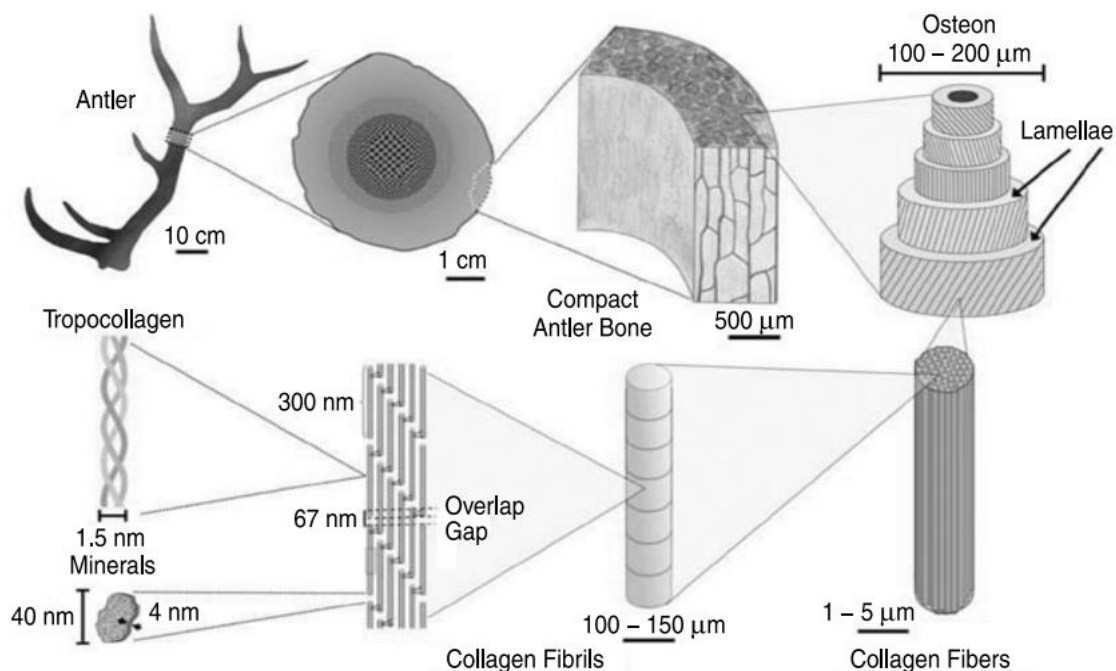 Osteon
100 – 200 μm
Antler
Lamellae
10 cm
1 cm
Compact
Antler Bone
500 μm
Tropocollagen
300 nm
67 nm
Overlap
Gap
1.5 nm
Minerals
40 nm
4 nm
100 – 150 μm
1 – 5 μm
Collagen Fibrils
Collagen Fibers